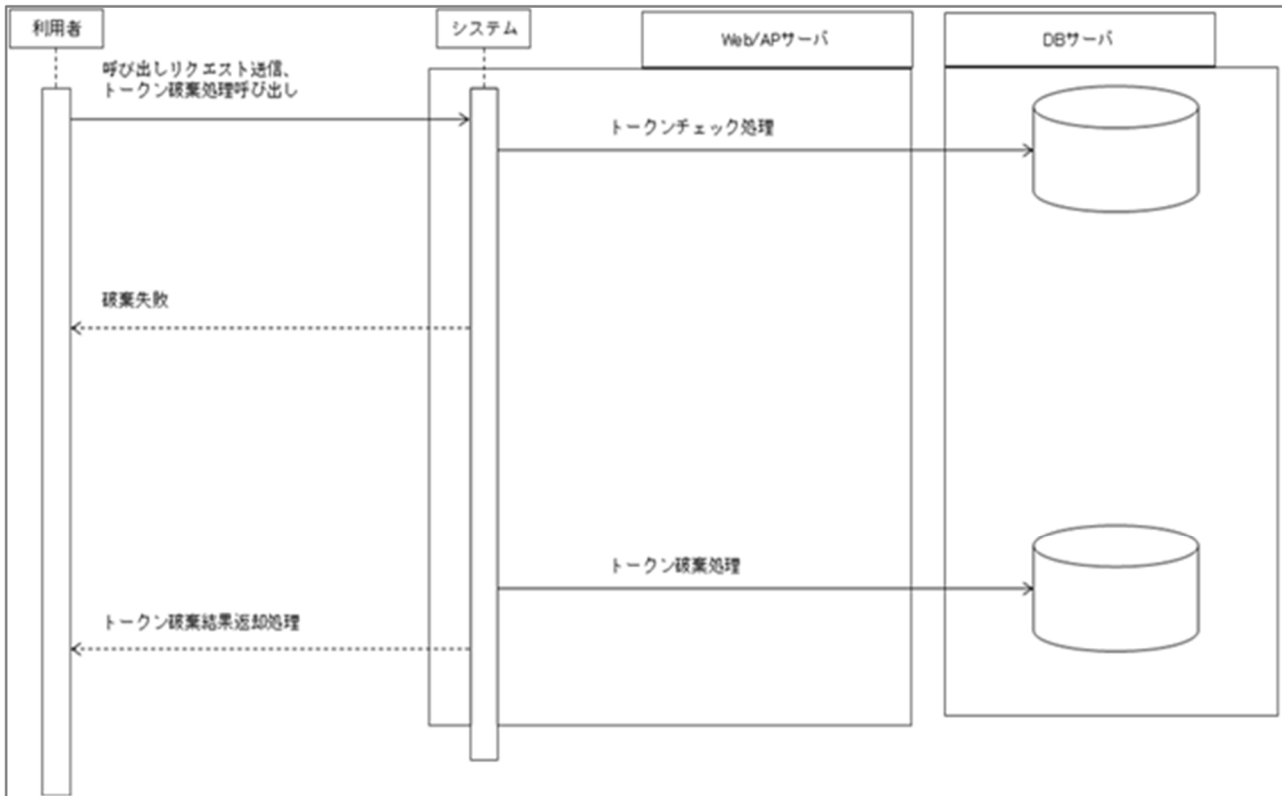 利用者
システム
Web/APサーバ
DBサーバ
呼び出しリクエスト送信、
トークン破棄処理呼び出し
トークンチェック処理
破棄失敗
トークン破棄処理
トークン破棄結果返却処理